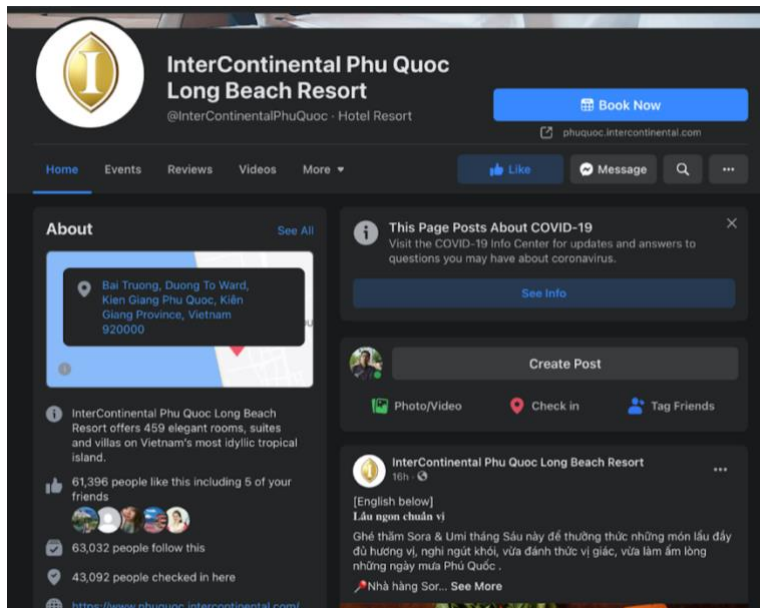 InterContinental Phu Quoc
Long Beach Resort
@InterContinentalPhuQuoc · Hotel Resort
Book Now
phuquoc.intercontinental.com
Home Events Reviews Videos More
Like Message
About See All
Bai Truong, Duong To Ward,
Kien Giang Phu Quoc, Kiên
Giang Province, Vietnam
920000
InterContinental Phu Quoc Long Beach
Resort offers 459 elegant rooms, suites
and villas on Vietnam's most idyllic tropical
island.
61,396 people like this including 5 of your
friends
63,032 people follow this
43,092 people checked in here
https://www.phuquoc.intercontinental.com/
This Page Posts About COVID-19
Visit the COVID-19 Info Center for updates and answers to
questions you may have about coronavirus.
See Info
Create Post
Photo/Video Check in Tag Friends
InterContinental Phu Quoc Long Beach Resort
16h ·
[English below]
𝐋ẩ𝐮 𝐧𝐠𝐨𝐧 𝐜𝐡𝐮ẩ𝐧 𝐯ị
Ghé thăm Sora & Umi tháng Sáu này để thưởng thức những món lẩu đầy
đủ hương vị, nghi ngút khói, vừa đánh thức vị giác, vừa làm ấm lòng
những ngày mưa Phú Quốc .
📌Nhà hàng Sor... See More